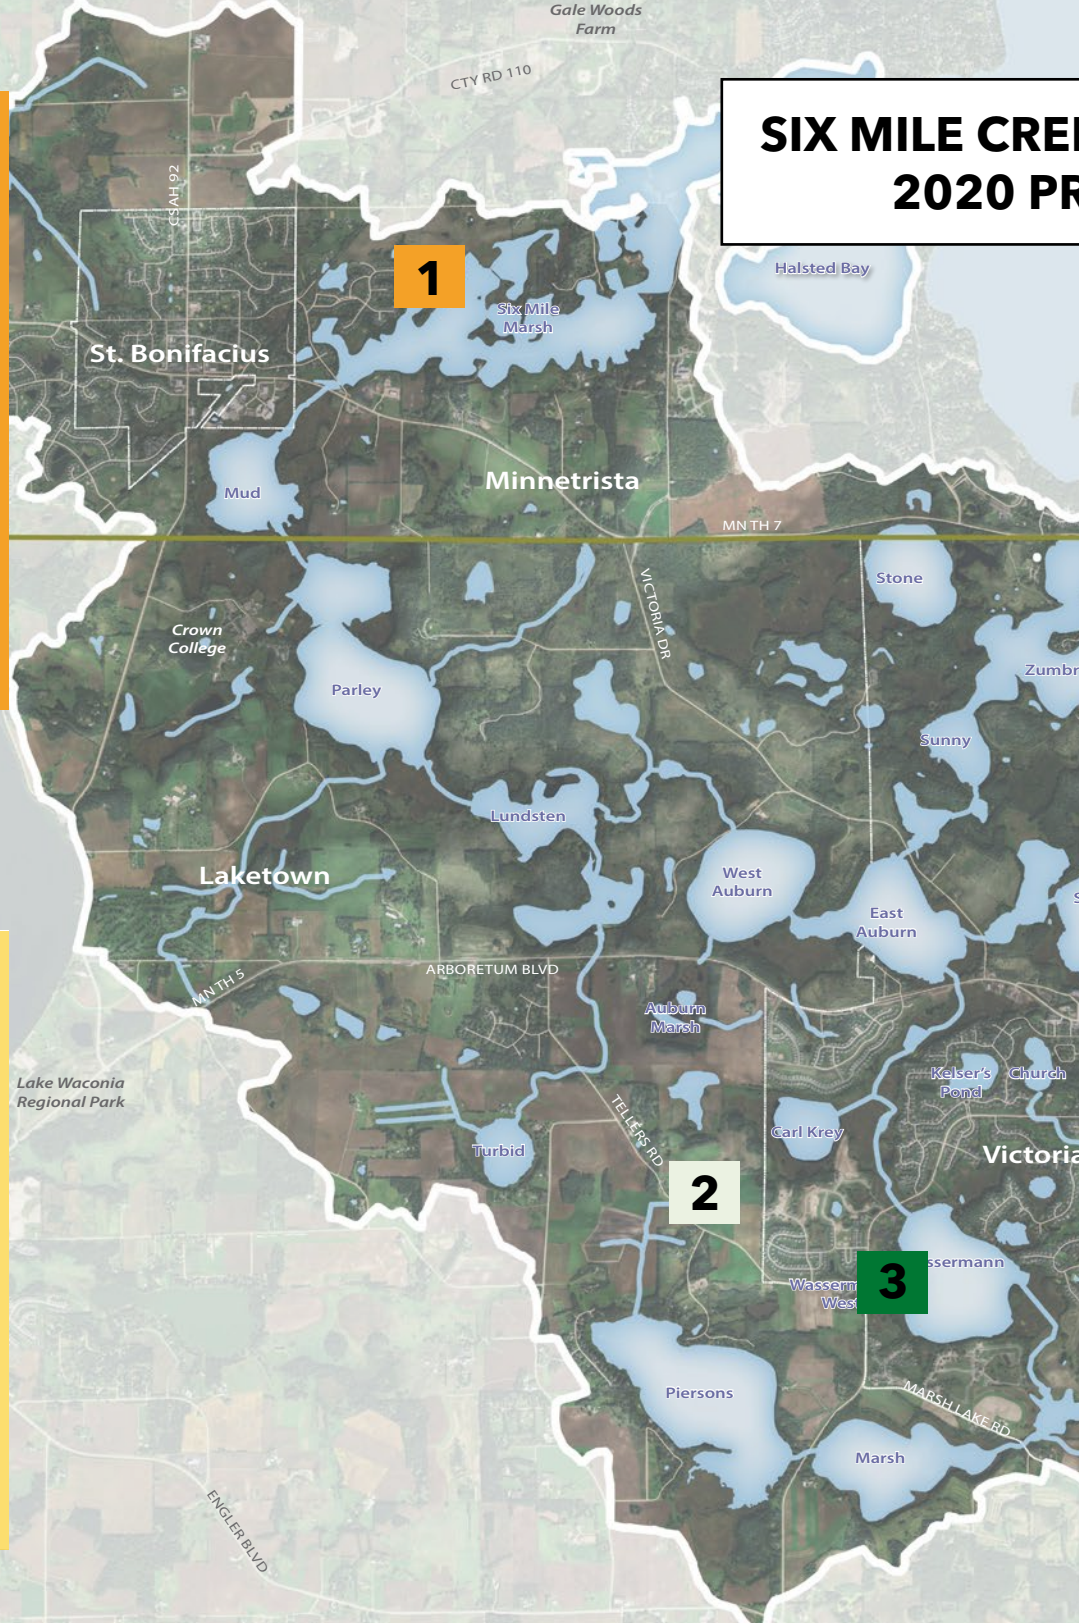 Gale Woods
Farm
CTY RD 110
SIX MILE CREE
2020 PR
CSAH 92
1
Halsted Bay
Six Mile
Marsh
St. Bonifacius
Minnetrista
Mud
MN TH 7
Stone
VICTORIA DR
Crown
College
Zumbr
Parley
Sunny
Lundsten
West
Auburn
Laketown
East
Auburn
ARBORETUM BLVD
MN TH 5
Auburn
Marsh
Lake Waconia
Regional Park
Kelser's
Pond
Church
TELLERS RD
Carl Krey
Turbid
Victoria
2
ssermann
3
Wasserm
West
Piersons
MARSH LAKE RD
Marsh
ENGLER BLVD